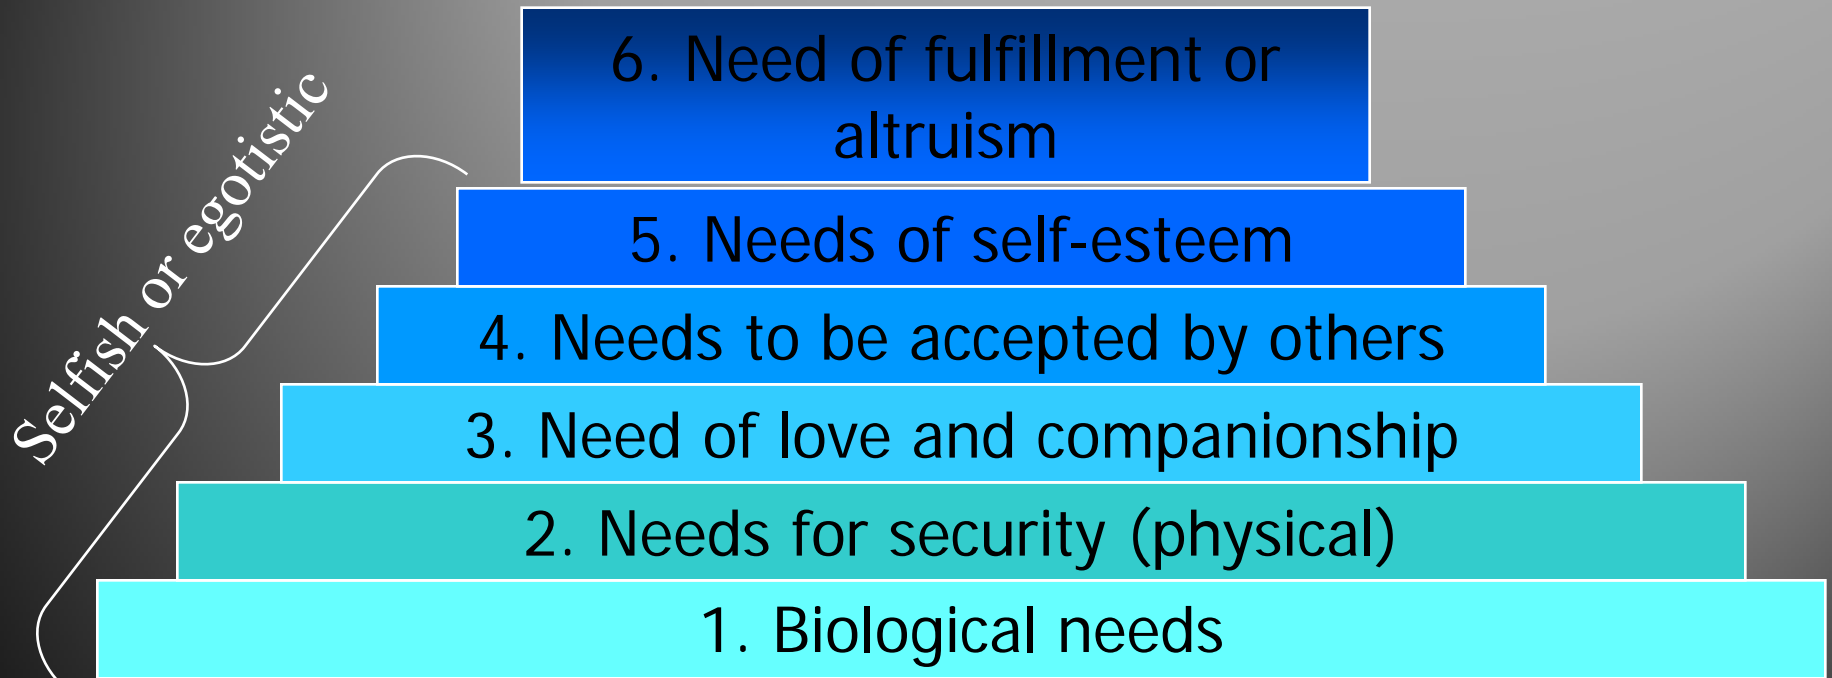 6. Need of fulfillment or
altruism
Selfish or egotistic
5. Needs of self-esteem
4. Needs to be accepted by others
3. Need of love and companionship
2. Needs for security (physical)
1. Biological needs